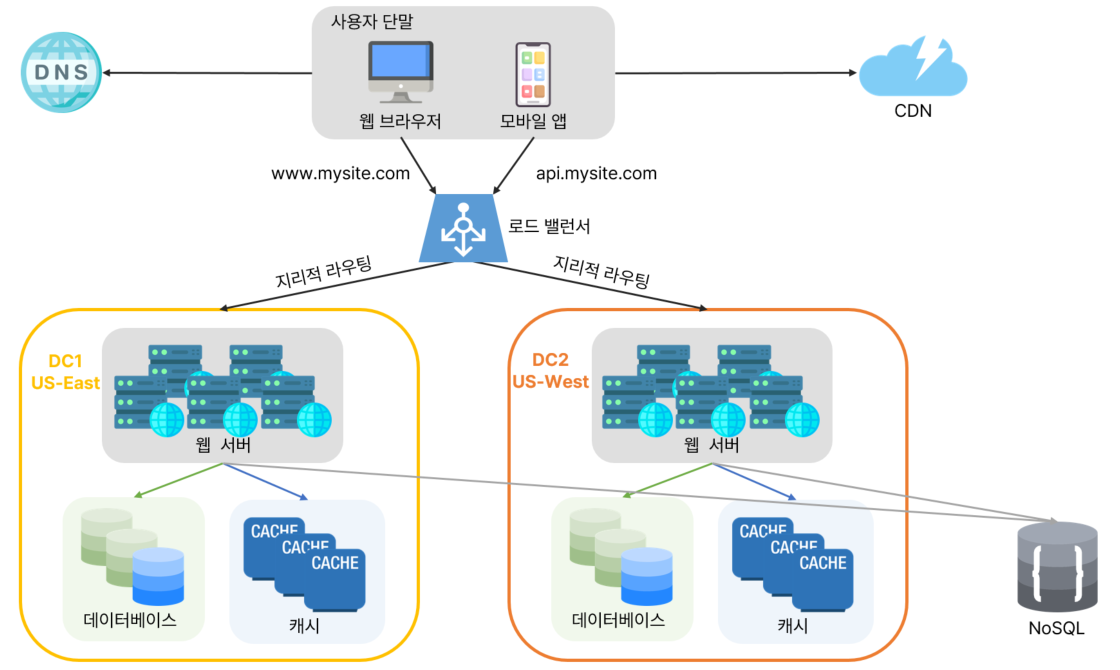 사용자 단말
DNS
웹 브라우저
모바일 앱
CDN
www.mysite.com
api.mysite.com
로드 밸런서
지리적 라우팅
지리적 라우팅
DC1
US-East
웹 서버
데이터베이스
CACHE
CACHE
CACHE
캐시
DC2
US-West
웹 서버
데이터베이스
CACHE
CACHE
CACHE
캐시
{ }
NoSQL